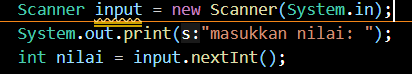 Scanner input = new Scanner(System.in);
System.out.print(s:"masukkan nilai: ");
int nilai = input.nextInt();